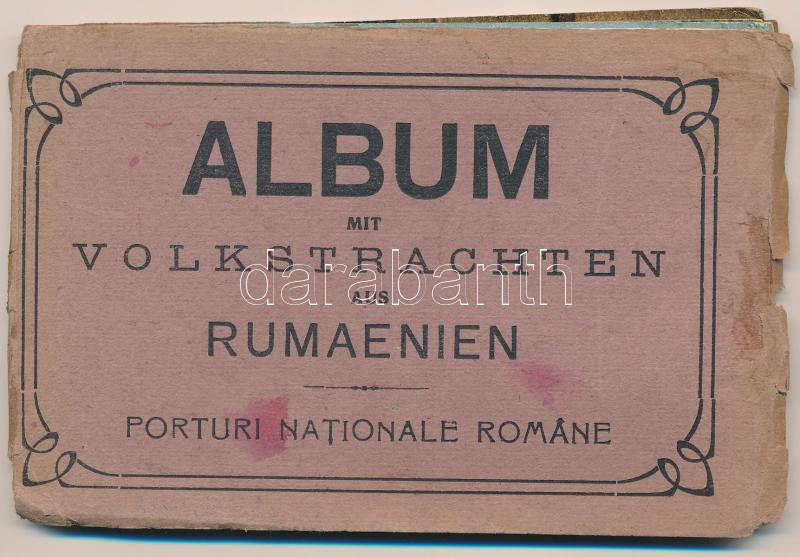 ALBUM
MIT
VOLKSTRACHTEN
darabanth
AUS
RUMAENIEN
PORTURI NAȚIONALE ROMÂNE